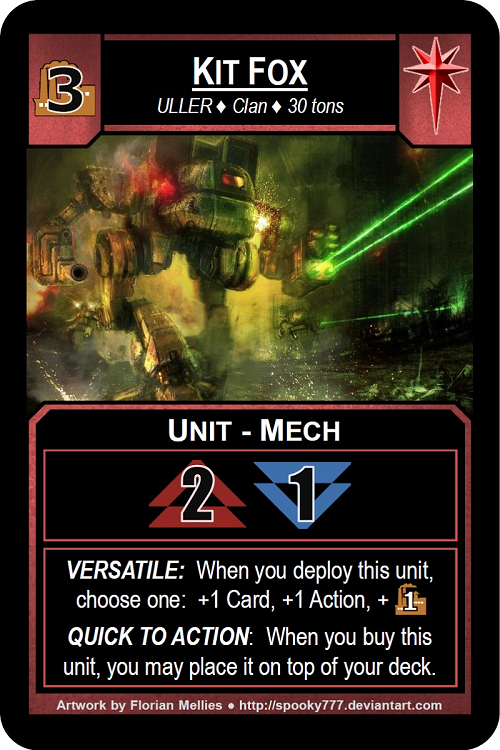 3
KIT FOX
ULLER ♦ Clan ♦ 30 tons
UNIT - MECH
2 1
VERSATILE: When you deploy this unit,
choose one: +1 Card, +1 Action, + 1
QUICK TO ACTION: When you buy this
unit, you may place it on top of your deck.
Artwork by Florian Mellies ● http://spooky777.deviantart.com